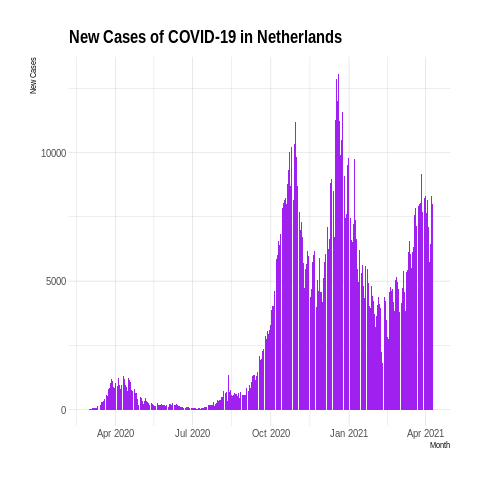 New Cases of COVID-19 in Netherlands
New Cases
10000
5000
0
Apr 2020
Jul 2020
Oct 2020
Jan 2021
Apr 2021
Month